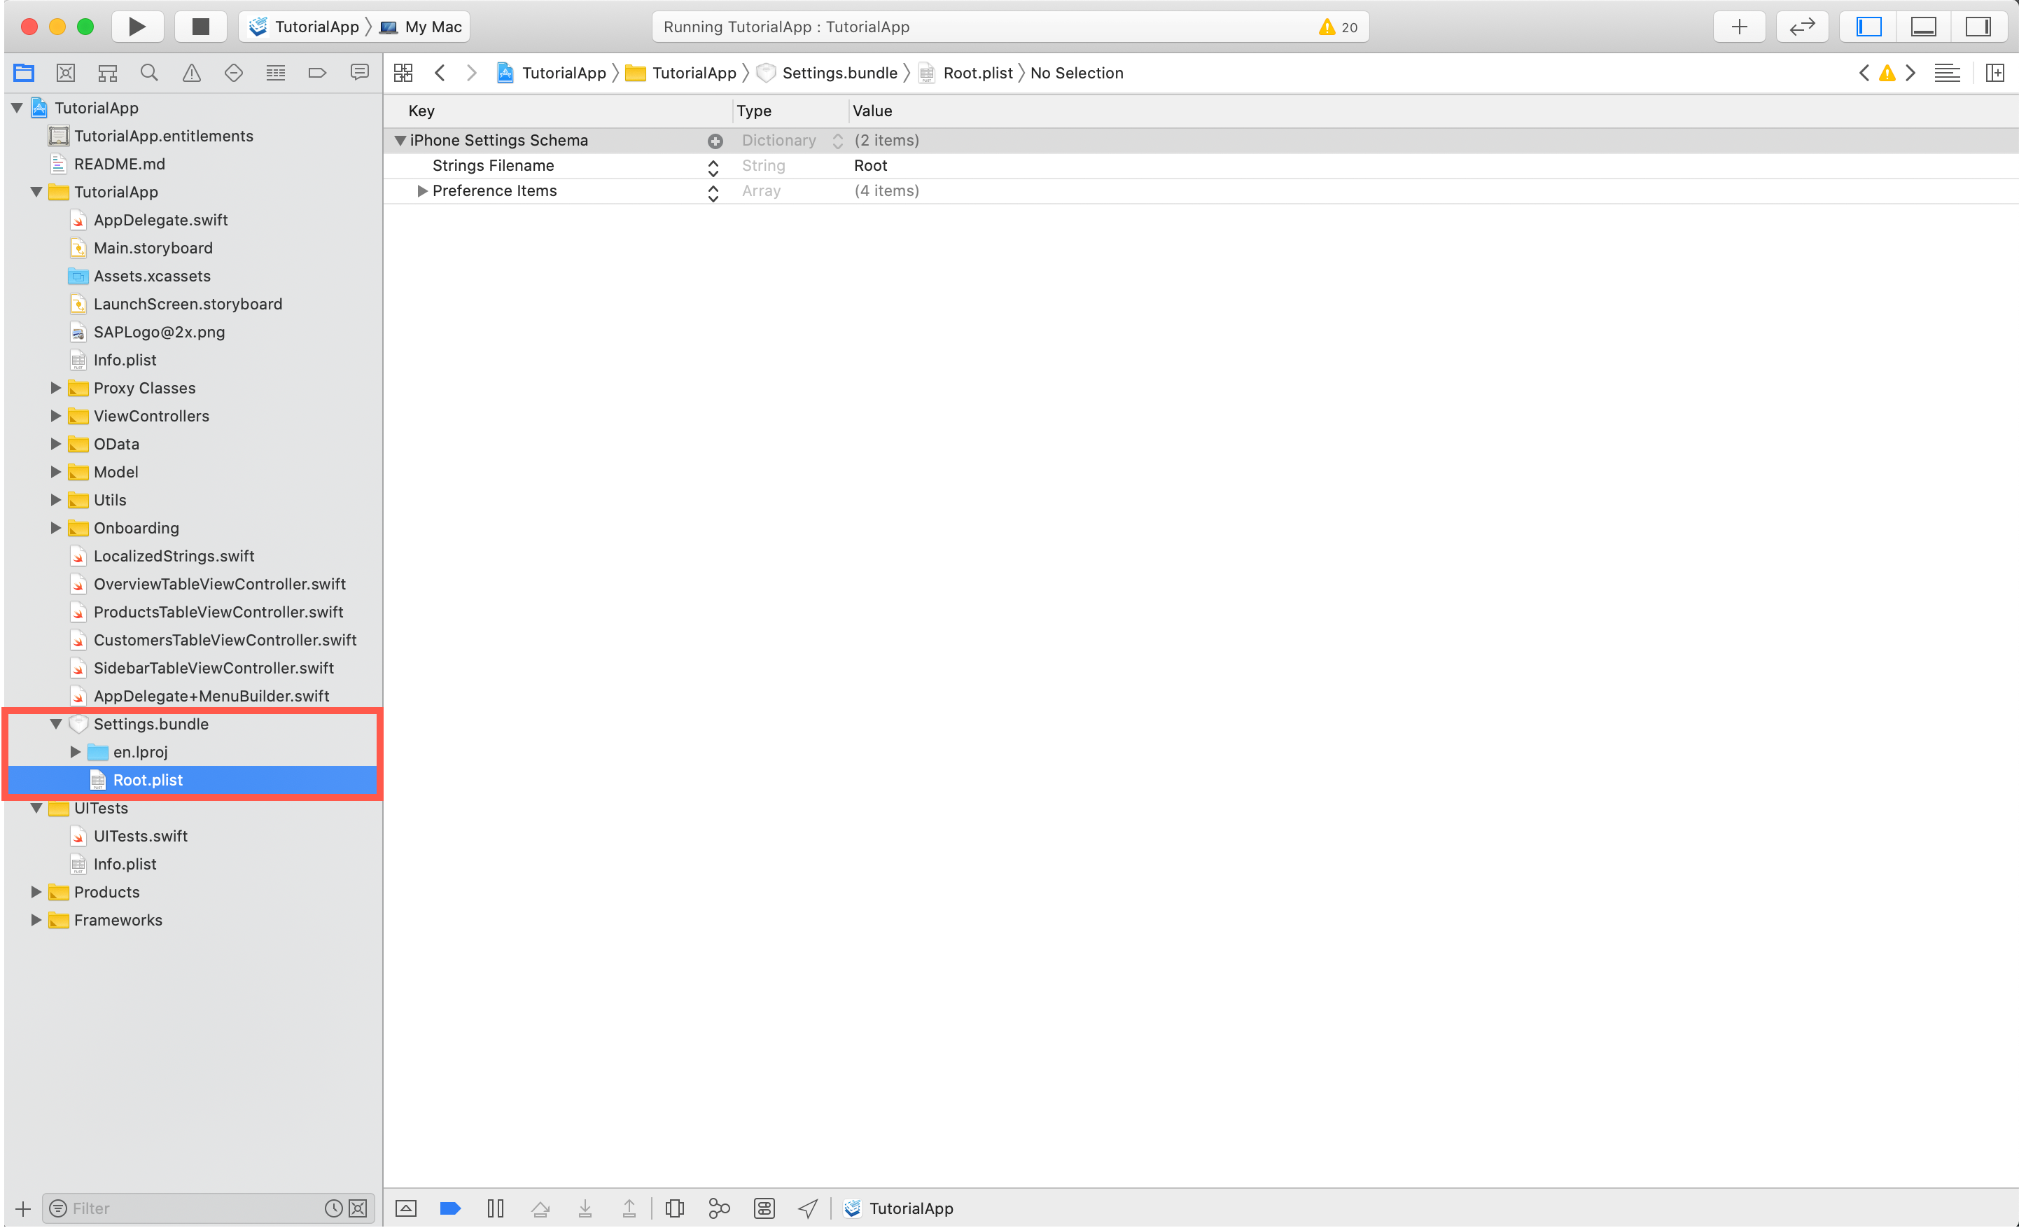 TutorialApp My Mac
Running TutorialApp : TutorialApp
20
TutorialApp TutorialApp Settings.bundle Root.plist No Selection
TutorialApp
TutorialApp.entitlements
README.md
TutorialApp
AppDelegate.swift
Main.storyboard
Assets.xcassets
LaunchScreen.storyboard
SAPLogo@2x.png
Info.plist
Proxy Classes
ViewControllers
OData
Model
Utils
Onboarding
LocalizedStrings.swift
OverviewTableViewController.swift
ProductsTableViewController.swift
CustomersTableViewController.swift
SidebarTableViewController.swift
AppDelegate+MenuBuilder.swift
Settings.bundle
en.lproj
Root.plist
UITests
UITests.swift
Info.plist
Products
Frameworks
Filter
Key Type Value
iPhone Settings Schema Dictionary (2 items)
Strings Filename String Root
Preference Items Array (4 items)
TutorialApp